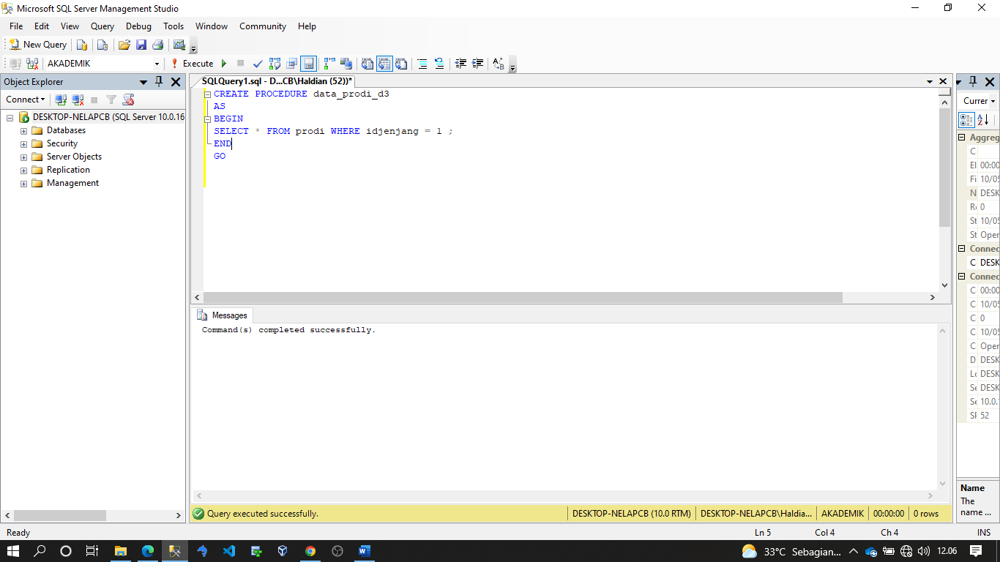 Microsoft SQL Server Management Studio
File Edit View Query Debug Tools Window Community Help
New Query
AKADEMIK
Execute
Object Explorer
Connect
DESKTOP-NELAPCB (SQL Server 10.0.16
Databases
Security
Server Objects
Replication
Management
SQLQuery1.sql - D...CB\Haldian (52))*
CREATE PROCEDURE data_prodi_d3
AS
BEGIN
SELECT * FROM prodi WHERE idjenjang = 1 ;
END
GO
Messages
Command(s) completed successfully.
Query executed successfully.
DESKTOP-NELAPCB (10.0 RTM)
DESKTOP-NELAPCB\Haldia...
AKADEMIK
00:00:00
0 rows
Currer
Aggreg
C
El 00:00
Fi 10/05
N DESK
Re 0
St 10/05
St Oper
Connec
C DESK
Connec
C 00:00
C 10/05
C 0
C 10/05
C Oper
D DESK
Lo DESK
Se DESK
Se 10.0.
SF 52
Name
The
name ...
Ready
Ln 5
Col 4
Ch 4
INS
33°C Sebagian...
12.06